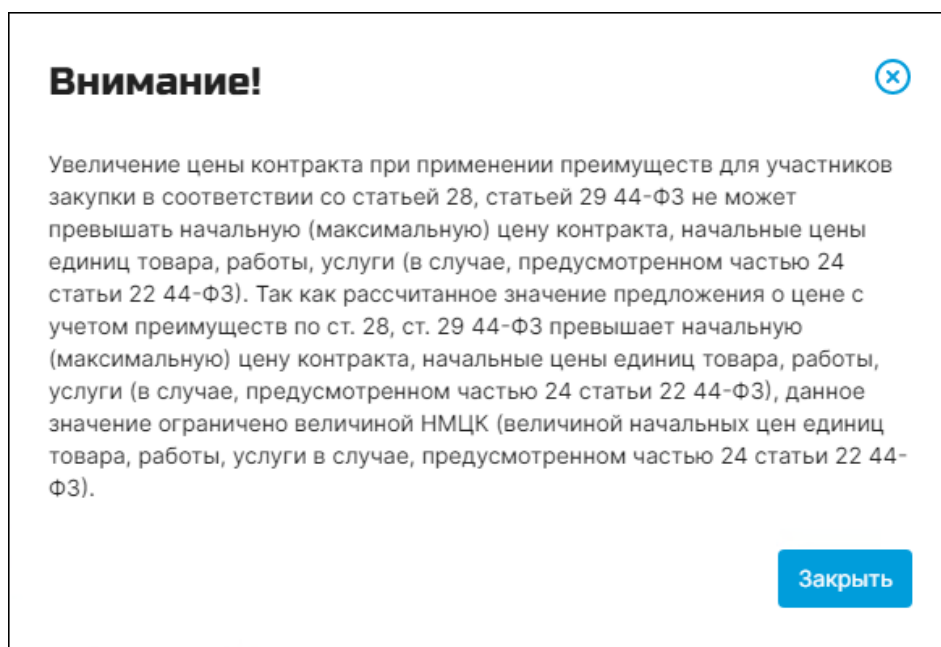 Внимание!
Увеличение цены контракта при применении преимуществ для участников
закупки в соответствии со статьей 28, статьей 29 44-ФЗ не может
превышать начальную (максимальную) цену контракта, начальные цены
единиц товара, работы, услуги (в случае, предусмотренном частью 24
статьи 22 44-ФЗ). Так как рассчитанное значение предложения о цене с
учетом преимуществ по ст. 28, ст. 29 44-ФЗ превышает начальную
(максимальную) цену контракта, начальные цены единиц товара, работы,
услуги (в случае, предусмотренном частью 24 статьи 22 44-ФЗ), данное
значение ограничено величиной НМЦК (величиной начальных цен единиц
товара, работы, услуги в случае, предусмотренном частью 24 статьи 22 44-
ФЗ).
Закрыть